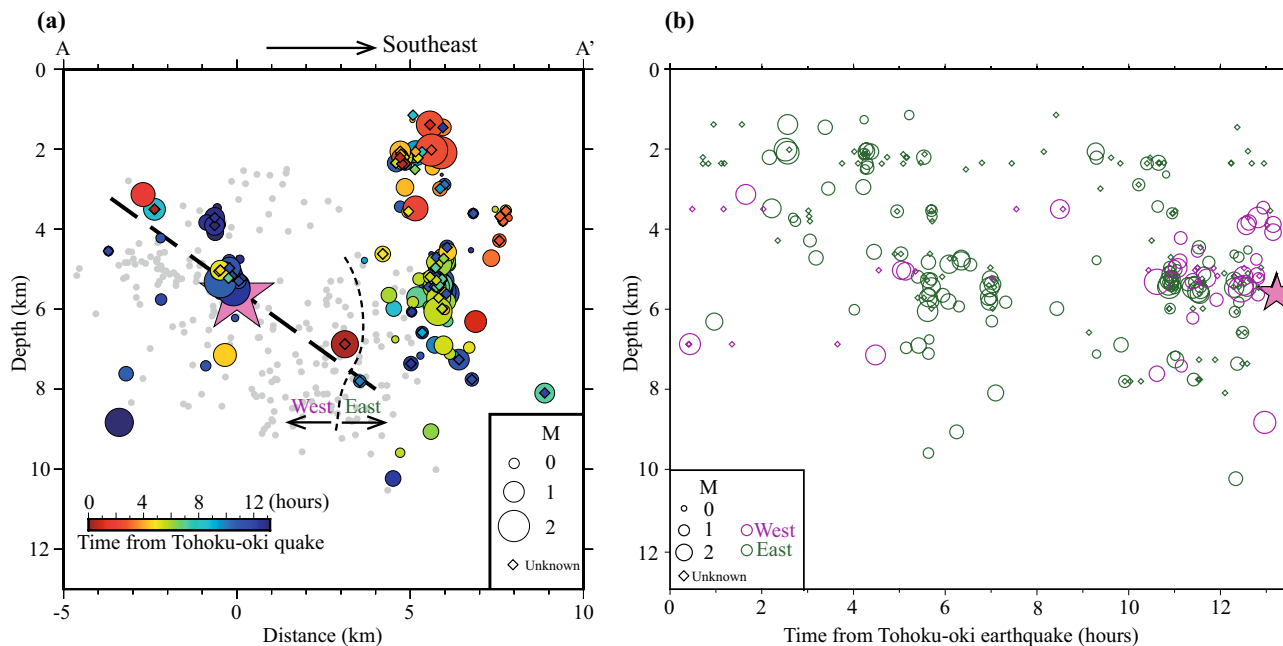 (a)
A
Southeast
A'
0
2
4
6
8
10
12
Depth (km)
West
East
0 4 8 12 (hours)
Time from Tohoku-oki quake
M
0
1
2
Unknown
-5 0 5 10
Distance (km)
(b)
0
2
4
6
8
10
12
Depth (km)
M
0
1
2
West
East
Unknown
0 2 4 6 8 10 12
Time from Tohoku-oki earthquake (hours)